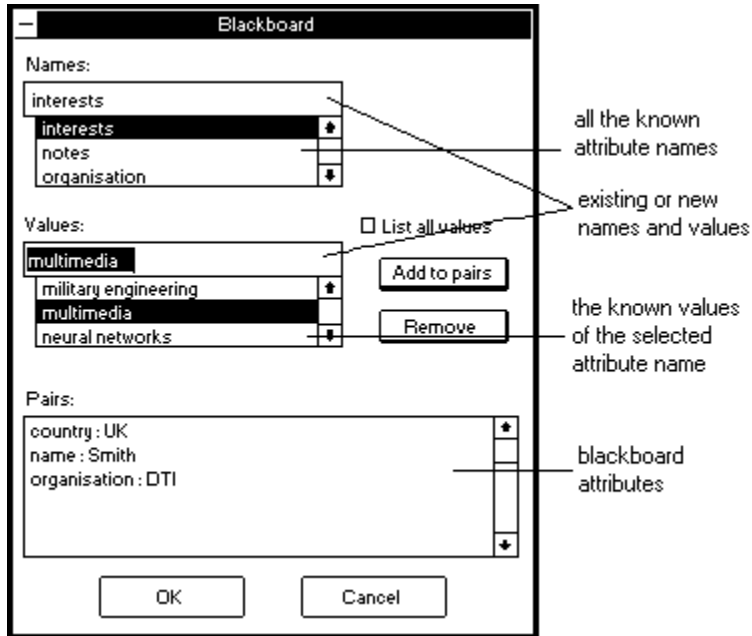 Blackboard
Names:
interests
interests
notes
organisation
all the known
attribute names
existing or new
names and values
Values:
List all values
multimedia
military engineering
multimedia
neural networks
Add to pairs
Remove
the known values
of the selected
attribute name
Pairs:
country : UK
name : Smith
organisation : DTI
blackboard
attributes
OK
Cancel